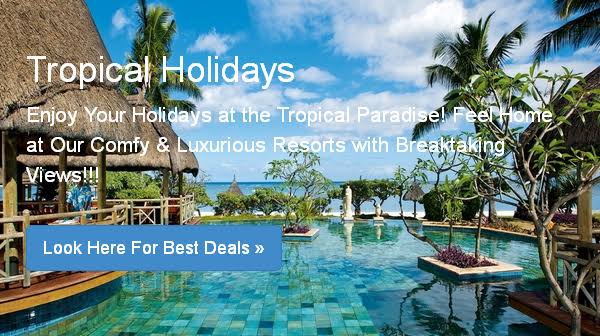 Tropical Holidays
Enjoy Your Holidays at the Tropical Paradise! Feel Home
at Our Comfy & Luxurious Resorts with Breaktaking
Views!!!
Look Here For Best Deals »